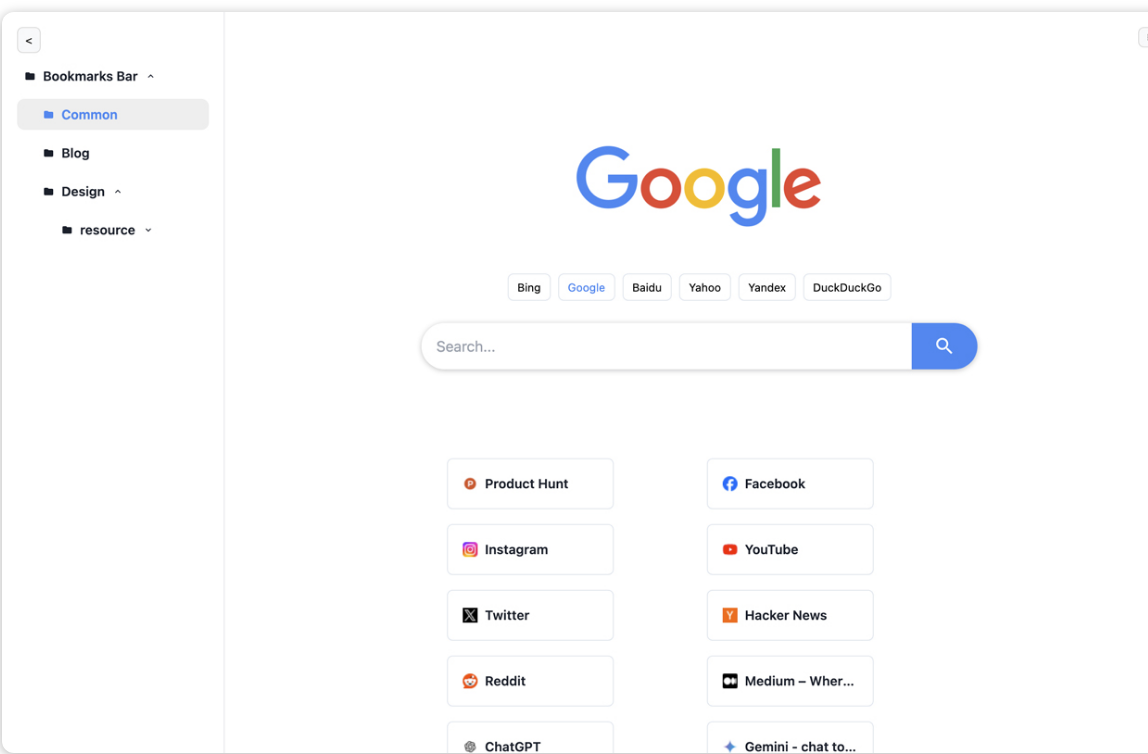 <
Bookmarks Bar
Common
Blog
Design
resource
Google
Bing Google Baidu Yahoo Yandex DuckDuckGo
Search...
Product Hunt Facebook
Instagram YouTube
Twitter Hacker News
Reddit Medium – Wher...
ChatGPT Gemini - chat to...